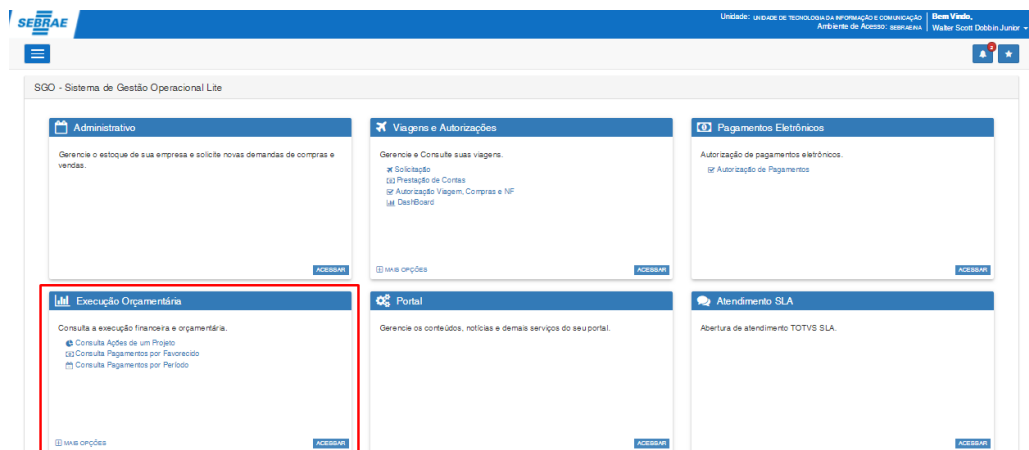 SEBRAE
Unidade: UNIDADE DE TECNOLOGIA DA INFORMAÇÃO E COMUNICAÇÃO
Ambiente de Acesso: SEBRAE/NA
Bem Vindo,
Walter Scott Dobbin Junior
SGO - Sistema de Gestão Operacional Lite
Administrativo
Gerencie o estoque de sua empresa e solicite novas demandas de compras e
vendas.
ACESSAR
Viagens e Autorizações
Gerencie e Consulte suas viagens.
Solicitação
Prestação de Contas
Autorização Viagem, Compras e NF
DashBoard
MAIS OPÇÕES
ACESSAR
Pagamentos Eletrônicos
Autorização de pagamentos eletrônicos.
Autorização de Pagamentos
ACESSAR
Execução Orçamentária
Consulta a execução financeira e orçamentária.
Consulta Ações de um Projeto
Consulta Pagamentos por Favorecido
Consulta Pagamentos por Período
MAIS OPÇÕES
ACESSAR
Portal
Gerencie os conteúdos, notícias e demais serviços do seu portal.
ACESSAR
Atendimento SLA
Abertura de atendimento TOTVS SLA.
ACESSAR